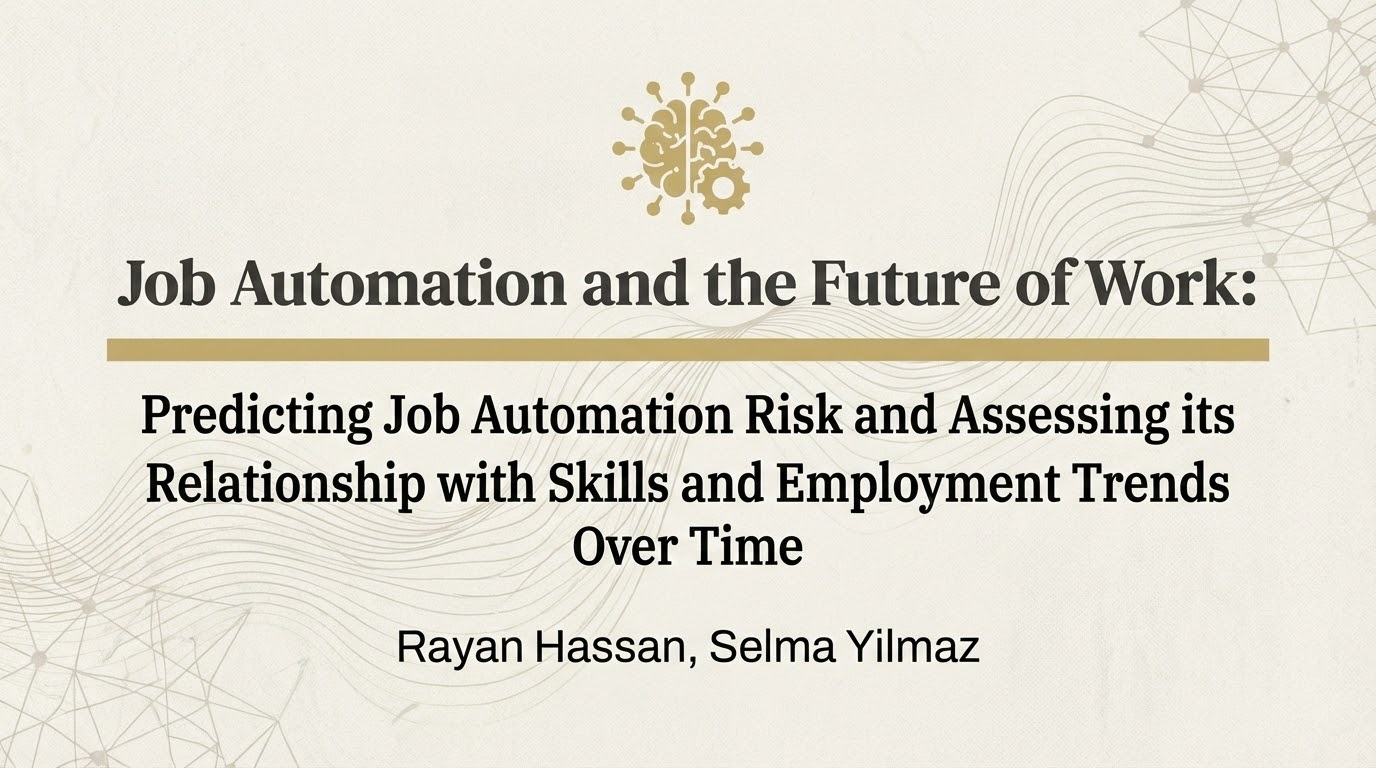 Job Automation and the Future of Work:
Predicting Job Automation Risk and Assessing its
Relationship with Skills and Employment Trends
Over Time
Rayan Hassan, Selma Yilmaz